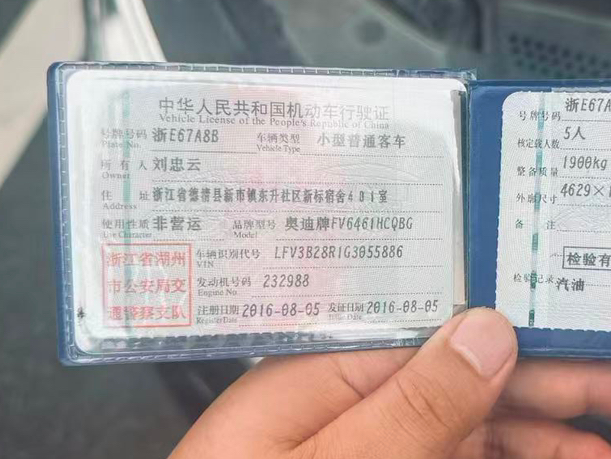 中华人民共和国机动车行驶证
Vehicle License of the People's Republic of China
号牌号码 浙E67A8B 车辆类型 小型普通客车
Plate No. Vehicle Type
所有人 刘忠云
Owner
住址 浙江省德清县新市镇东升社区新标宿舍401室
Address
使用性质 非营运 品牌型号 奥迪牌FV6461HCQBG
Use Character Model
浙江省湖州
市公安局交
通警察支队
车辆识别代号 LFV3B28R1G3055886
VIN
发动机号码 232988
Engine No.
注册日期 2016-08-05 发证日期 2016-08-05
Register Date Issue Date
号牌号码 浙E67A
核定载人数 5人
整备质量 1900kg
外廓尺寸 4629×
备注
检验有
检验记录 汽油